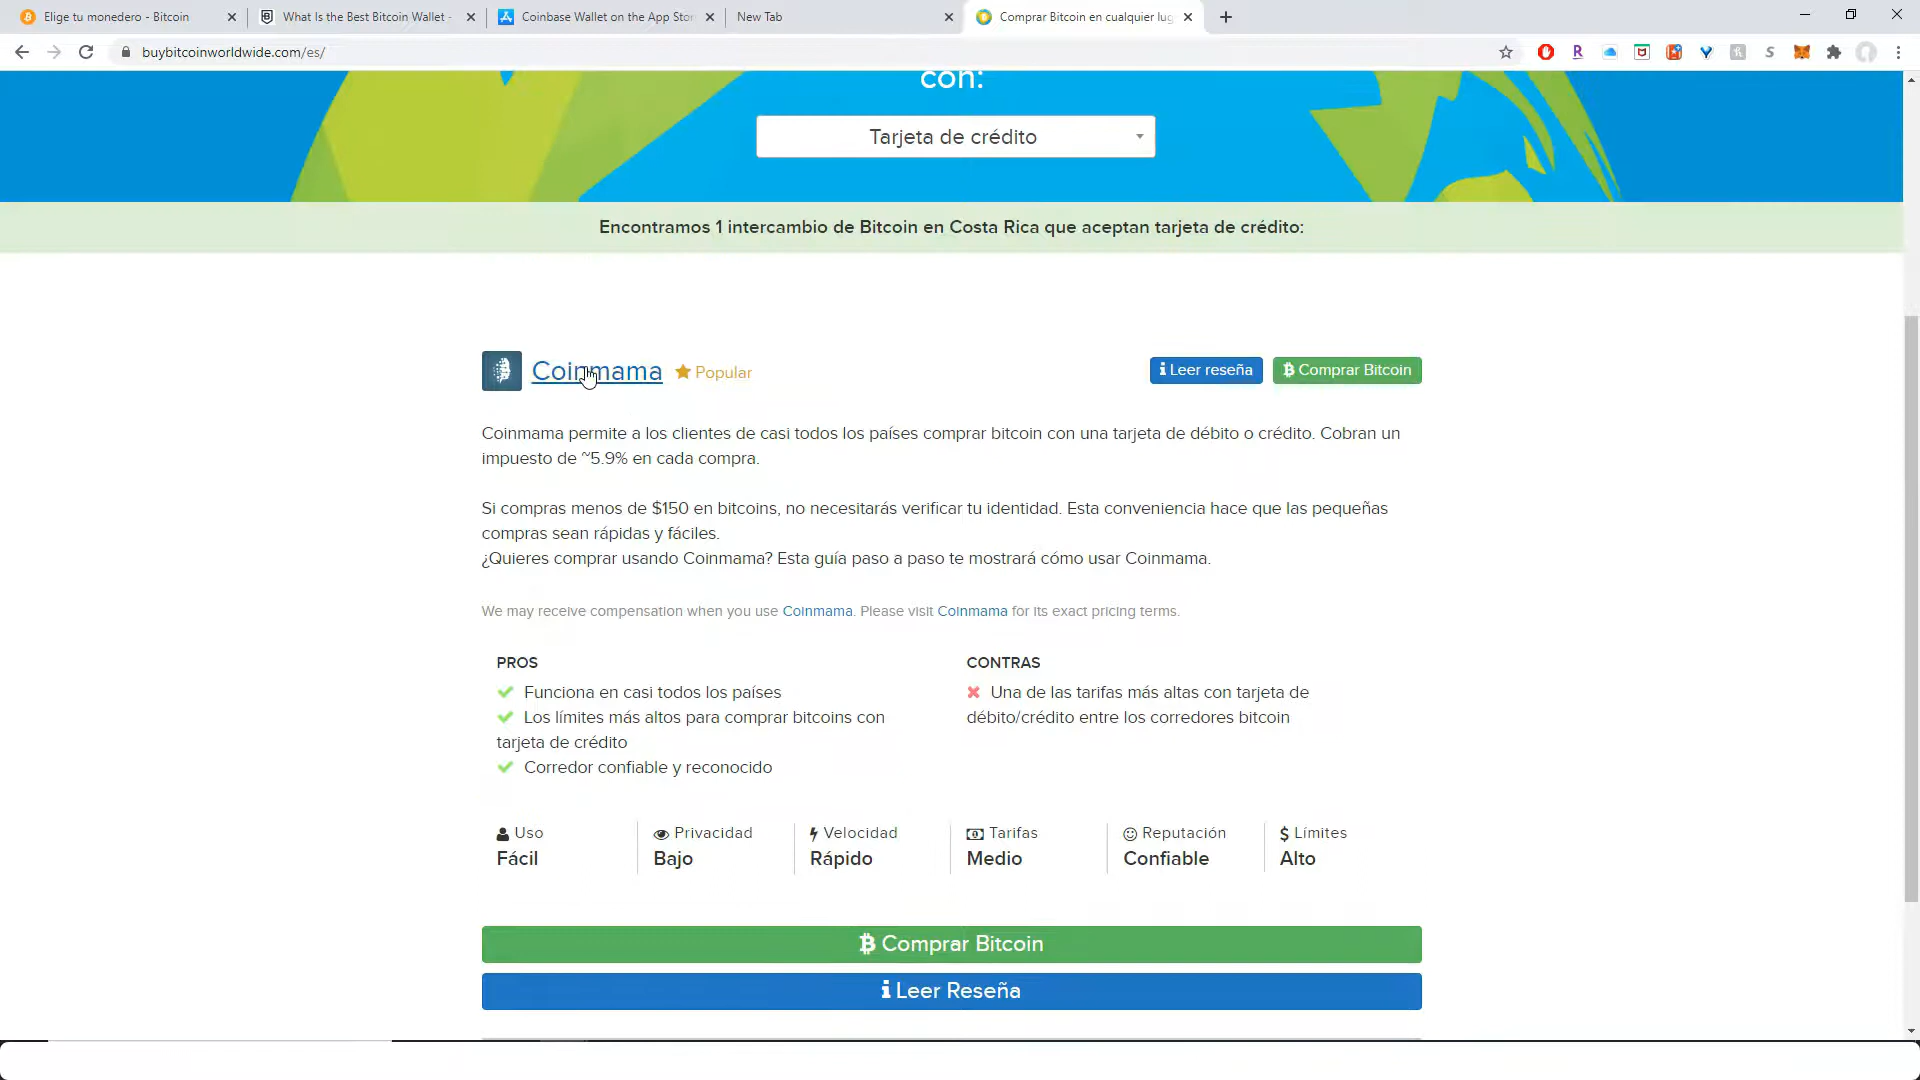 Elige tu monedero - Bitcoin
What Is the Best Bitcoin Wallet -
Coinbase Wallet on the App Stor
New Tab
Comprar Bitcoin en cualquier lug
buybitcoinworldwide.com/es/
con:
Tarjeta de crédito
Encontramos 1 intercambio de Bitcoin en Costa Rica que aceptan tarjeta de crédito:
Coinmama Popular
Leer reseña
Comprar Bitcoin
Coinmama permite a los clientes de casi todos los países comprar bitcoin con una tarjeta de débito o crédito. Cobran un
impuesto de ~5.9% en cada compra.
Si compras menos de $150 en bitcoins, no necesitarás verificar tu identidad. Esta conveniencia hace que las pequeñas
compras sean rápidas y fáciles.
¿Quieres comprar usando Coinmama? Esta guía paso a paso te mostrará cómo usar Coinmama.
We may receive compensation when you use Coinmama. Please visit Coinmama for its exact pricing terms.
PROS
Funciona en casi todos los países
Los límites más altos para comprar bitcoins con
tarjeta de crédito
Corredor confiable y reconocido
CONTRAS
Una de las tarifas más altas con tarjeta de
débito/crédito entre los corredores bitcoin
Uso
Fácil
Privacidad
Bajo
Velocidad
Rápido
Tarifas
Medio
Reputación
Confiable
$ Límites
Alto
Comprar Bitcoin
Leer Reseña